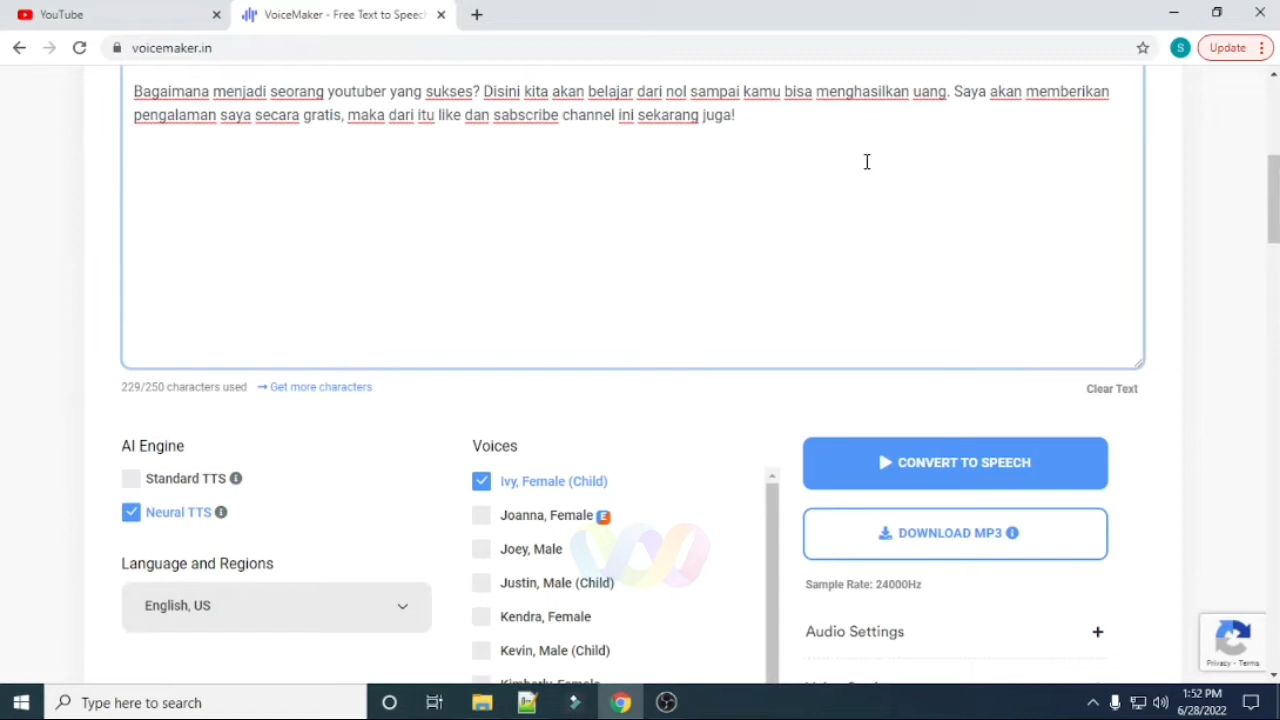 YouTube
VoiceMaker - Free Text to Speech
voicemaker.in
S
Update
Bagaimana menjadi seorang youtuber yang sukses? Disini kita akan belajar dari nol sampai kamu bisa menghasilkan uang. Saya akan memberikan
pengalaman saya secara gratis, maka dari itu like dan sabscribe channel ini sekarang juga!
229/250 characters used → Get more characters
Clear Text
AI Engine
Standard TTS
Neural TTS
Language and Regions
English, US
Voices
Ivy, Female (Child)
Joanna, Female E
Joey, Male
Justin, Male (Child)
Kendra, Female
Kevin, Male (Child)
Kimberly, Female
CONVERT TO SPEECH
DOWNLOAD MP3
Sample Rate: 24000Hz
Audio Settings
Privacy - Terms
Type here to search
1:52 PM
6/28/2022